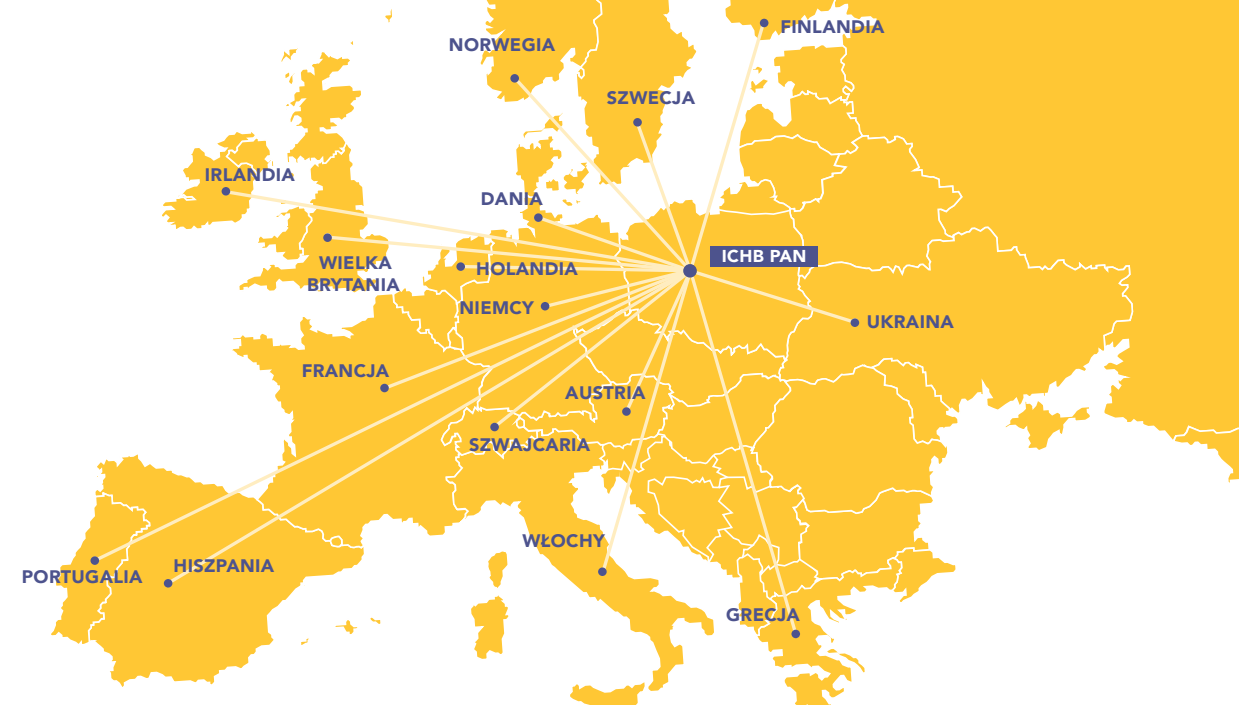 FINLANDIA
NORWEGIA
SZWECJA
IRLANDIA
DANIA
ICHB PAN
WIELKA
BRYTANIA
HOLANDIA
NIEMCY
UKRAINA
FRANCJA
AUSTRIA
SZWAJCARIA
WŁOCHY
HISZPANIA
PORTUGALIA
GRECJA